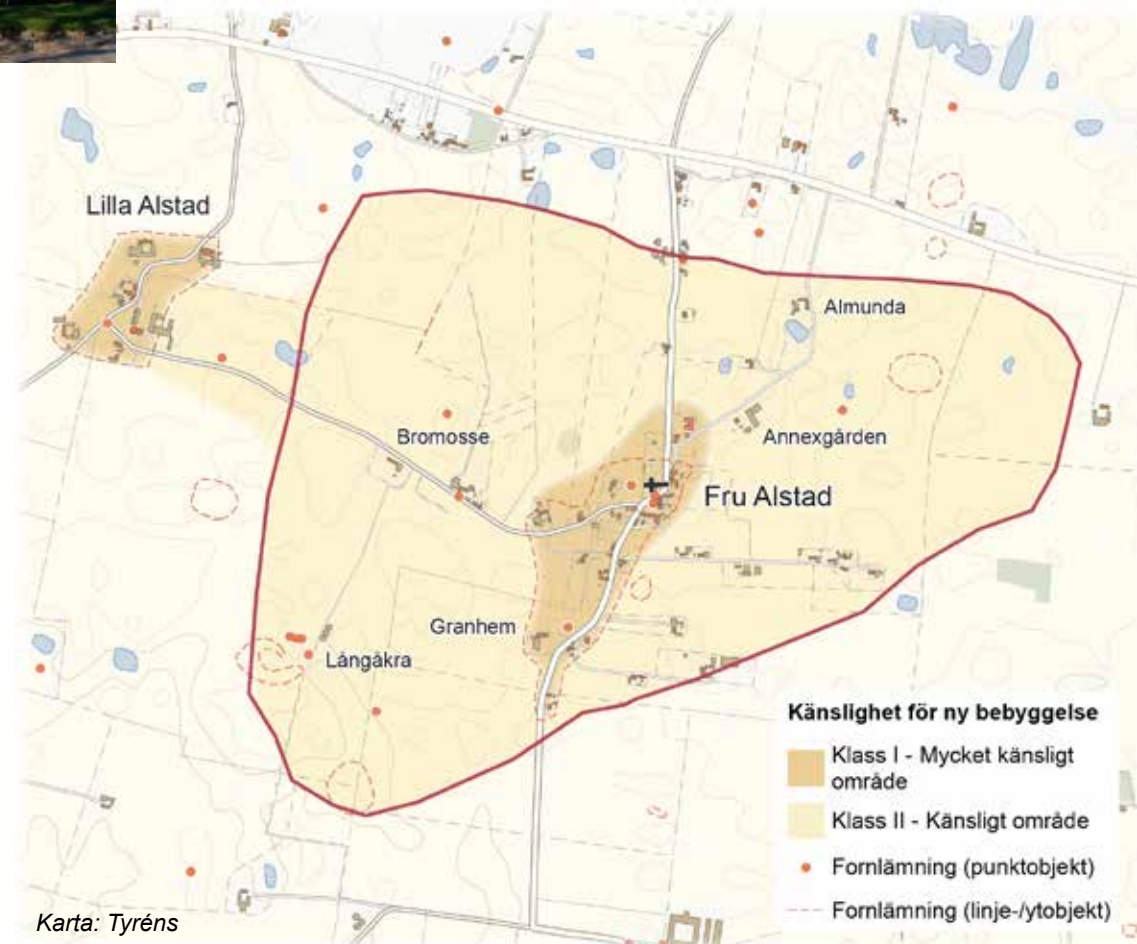 Lilla Alstad
Almunda
Bromosse
Annexgården
Fru Alstad
Granhem
Långåkra
Känslighet för ny bebyggelse
Klass I - Mycket känsligt
område
Klass II - Känsligt område
Fornlämning (punktobjekt)
Fornlämning (linje-/ytobjekt)
Karta: Tyréns